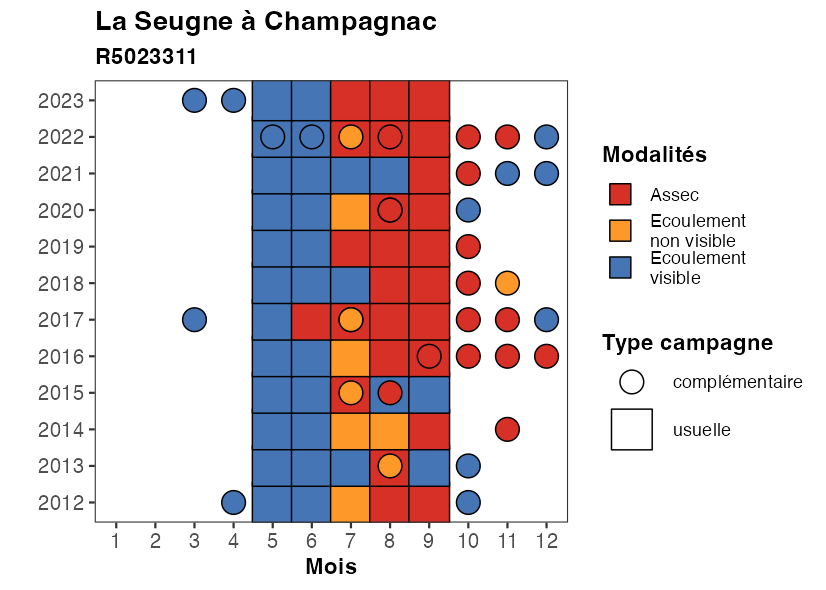 La Seugne à Champagnac
R5023311
2023
2022
2021
2020
2019
2018
2017
2016
2015
2014
2013
2012
1 2 3 4 5 6 7 8 9 10 11 12
Mois
Modalités
Assec
Ecoulement
non visible
Ecoulement
visible
Type campagne
complémentaire
usuelle